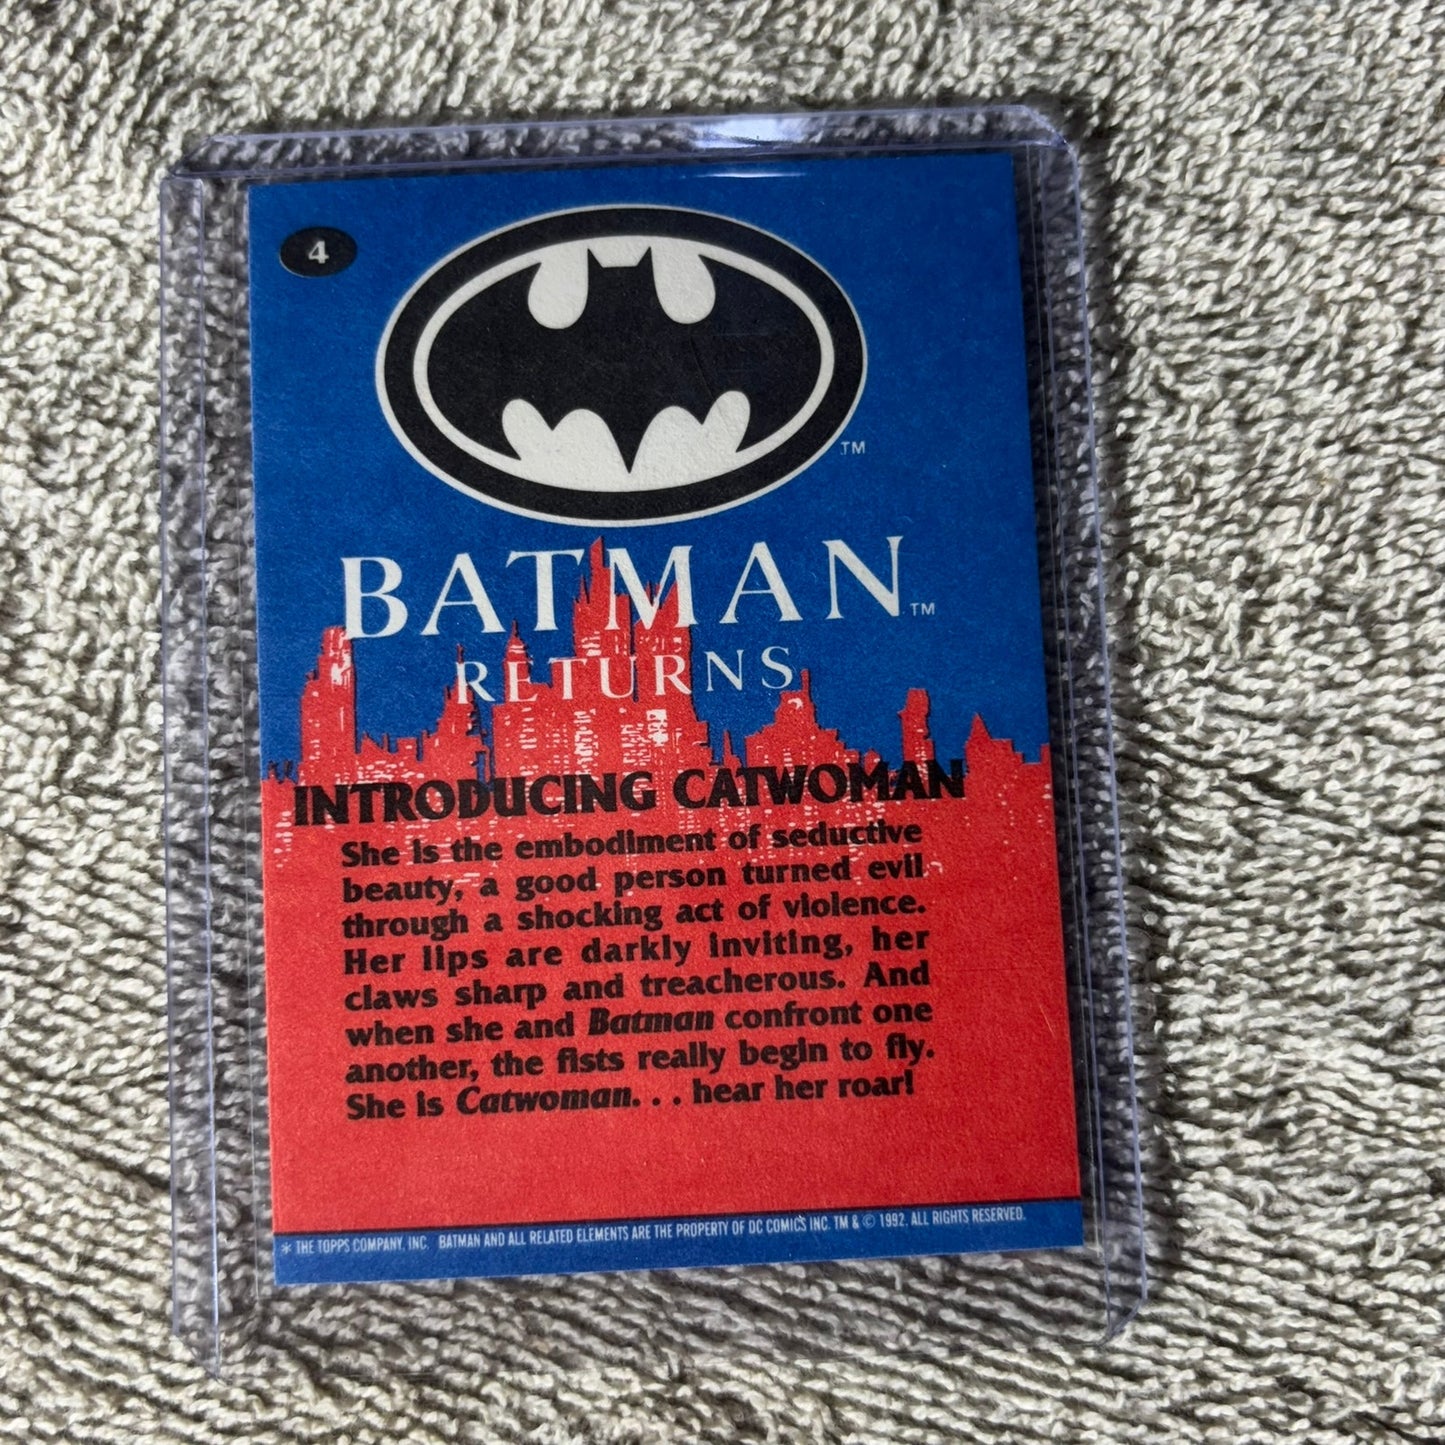 4
TM
BATMAN TM
RETURNS
INTRODUCING CATWOMAN
She is the embodiment of seductive
beauty, a good person turned evil
through a shocking act of violence.
Her lips are darkly inviting, her
claws sharp and treacherous. And
when she and Batman confront one
another, the fists really begin to fly.
She is Catwoman. . . hear her roar!
* THE TOPPS COMPANY, INC. BATMAN AND ALL RELATED ELEMENTS ARE THE PROPERTY OF DC COMICS INC. TM & © 1992. ALL RIGHTS RESERVED.